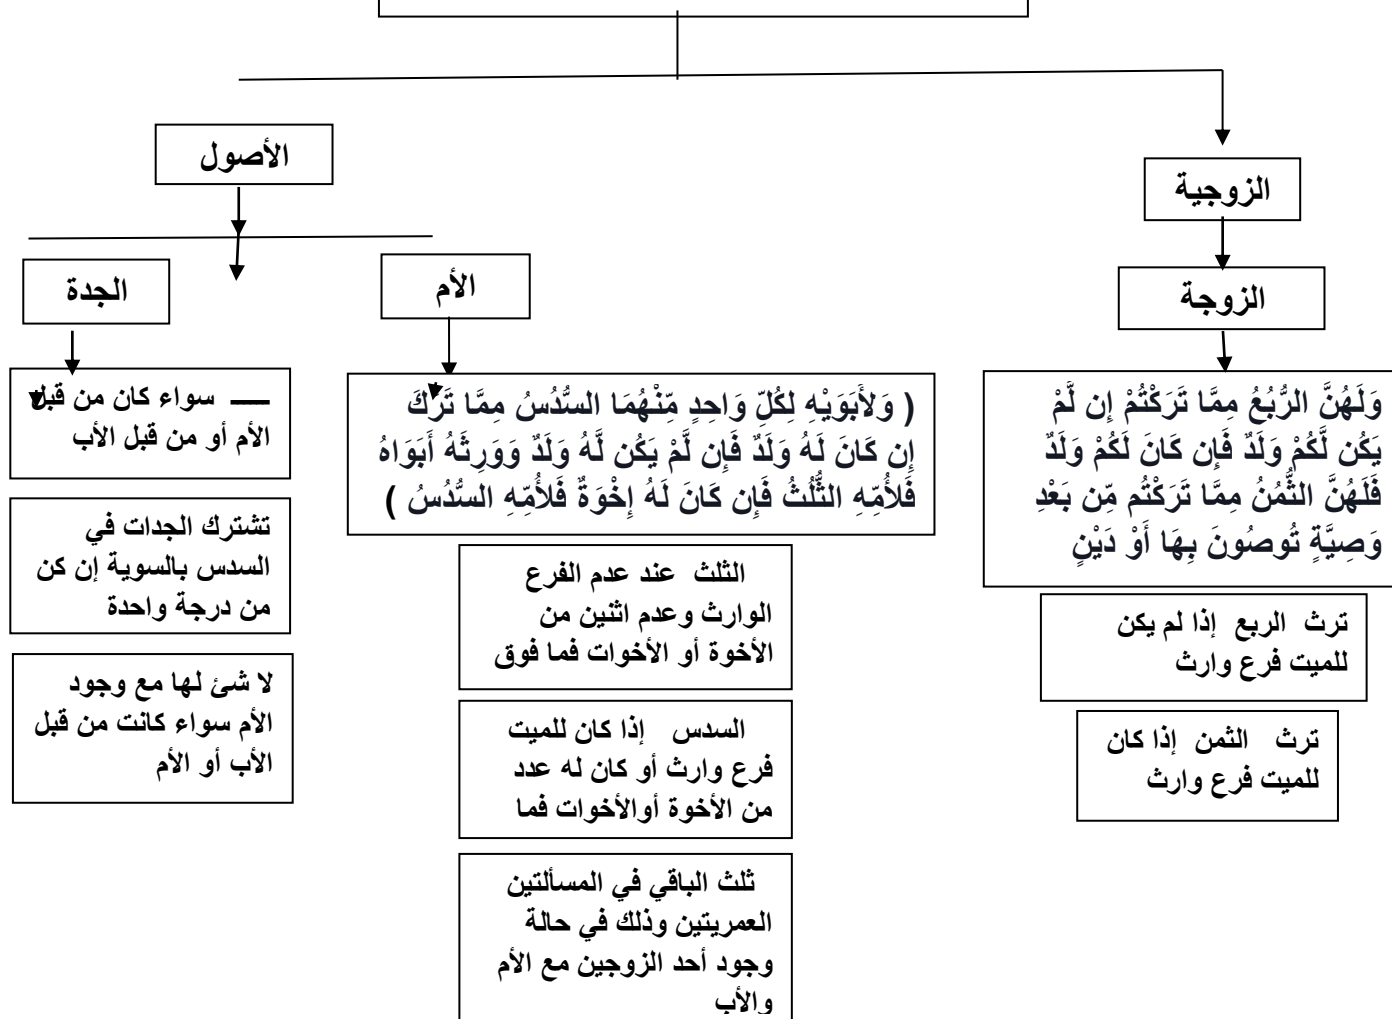 الزوجية
الزوجة
وَلَهُنَّ الرُّبُعُ مِمَّا تَرَكْتُمْ إِن لَّمْ
يَكُن لَّكُمْ وَلَدٌ فَإِن كَانَ لَكُمْ وَلَدٌ
فَلَهُنَّ الثُّمُنُ مِمَّا تَرَكْتُم مِّن بَعْدِ
وَصِيَّةٍ تُوصُونَ بِهَا أَوْ دَيْنٍ
ترث الربع إذا لم يكن
للميت فرع وارث
ترث الثمن إذا كان
للميت فرع وارث
الأصول
الأم
( وَلأَبَوَيْهِ لِكُلِّ وَاحِدٍ مِّنْهُمَا السُّدُسُ مِمَّا تَرَكَ
إِن كَانَ لَهُ وَلَدٌ فَإِن لَّمْ يَكُن لَّهُ وَلَدٌ وَوَرِثَهُ أَبَوَاهُ
فَلأُمِّهِ الثُّلُثُ فَإِن كَانَ لَهُ إِخْوَةٌ فَلأُمِّهِ السُّدُسُ )
الثلث عند عدم الفرع
الوارث وعدم اثنين من
الأخوة أو الأخوات فما فوق
السدس إذا كان للميت
فرع وارث أو كان له عدد
من الأخوة أوالأخوات فما
ثلث الباقي في المسألتين
العمريتين وذلك في حالة
وجود أحد الزوجين مع الأم
والأب
الجدة
ـــ سواء كان من قبل
الأم أو من قبل الأب
تشترك الجدات في
السدس بالسوية إن كن
من درجة واحدة
لا شئ لها مع وجود
الأم سواء كانت من قبل
الأب أو الأم